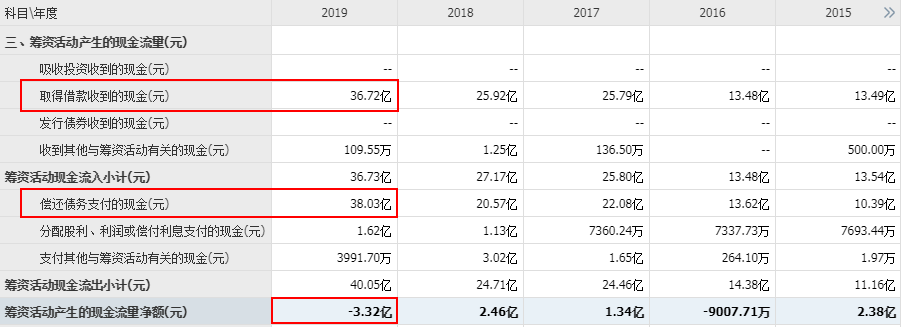 科目\年度 2019 2018 2017 2016 2015 >>
三、筹资活动产生的现金流量(元)
吸收投资收到的现金(元) -- -- -- -- --
取得借款收到的现金(元) 36.72亿 25.92亿 25.79亿 13.48亿 13.49亿
发行债券收到的现金(元) -- -- -- -- --
收到其他与筹资活动有关的现金(元) 109.55万 1.25亿 136.50万 -- 500.00万
筹资活动现金流入小计(元) 36.73亿 27.17亿 25.80亿 13.48亿 13.54亿
偿还债务支付的现金(元) 38.03亿 20.57亿 22.08亿 13.62亿 10.39亿
分配股利、利润或偿付利息支付的现金(元) 1.62亿 1.13亿 7360.24万 7337.73万 7693.44万
支付其他与筹资活动有关的现金(元) 3991.70万 3.02亿 1.65亿 264.10万 1.97万
筹资活动现金流出小计(元) 40.05亿 24.71亿 24.46亿 14.38亿 11.16亿
筹资活动产生的现金流量净额(元) -3.32亿 2.46亿 1.34亿 -9007.71万 2.38亿